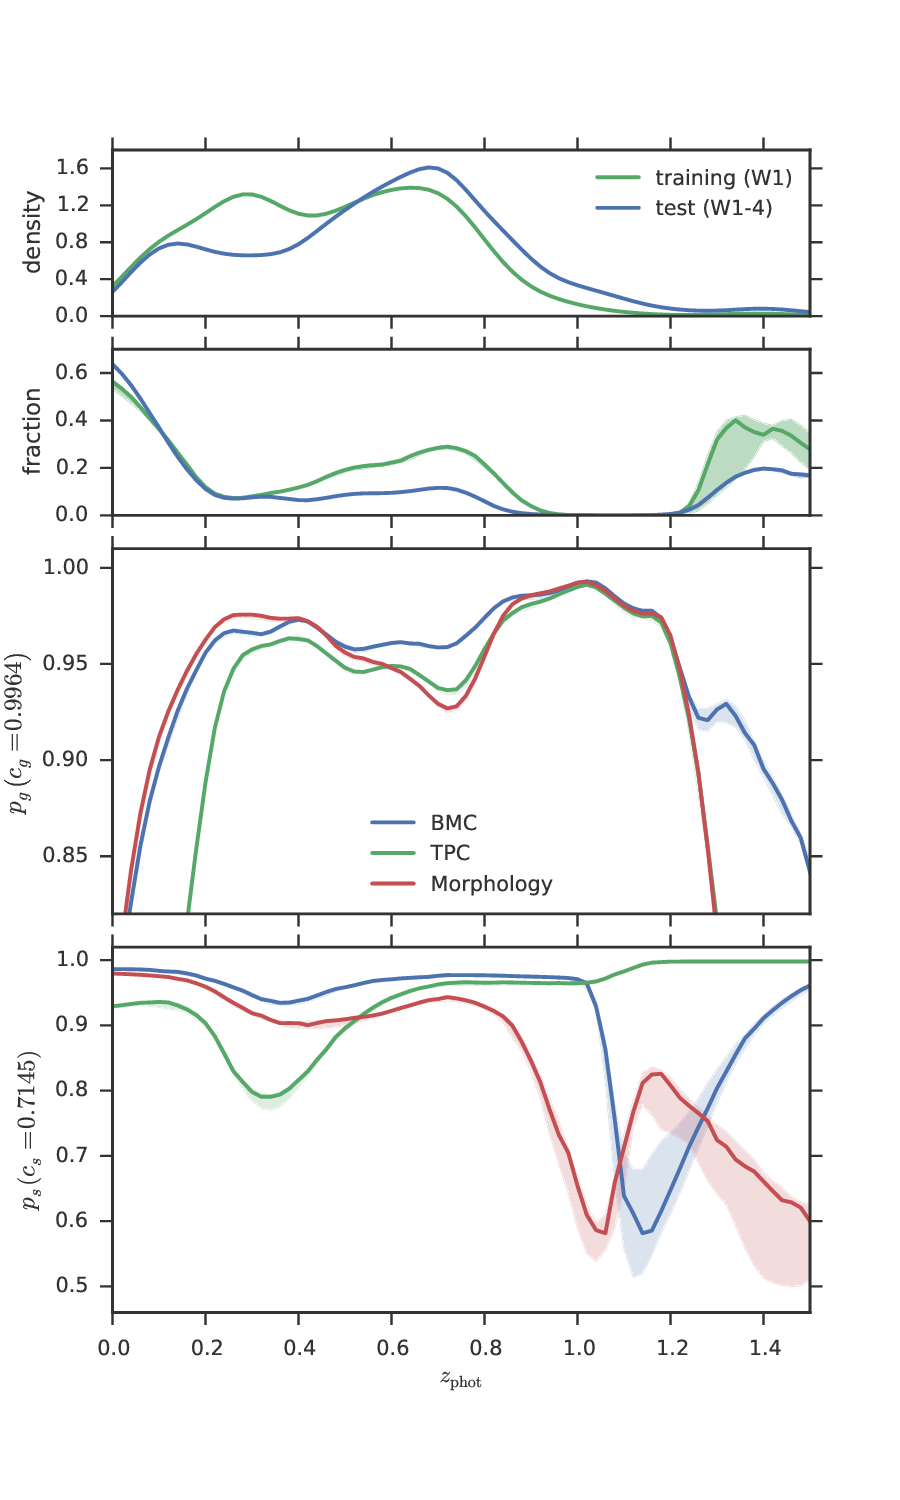 1.6
1.2
0.8
0.4
0.0
density
training (W1)
test (W1-4)
0.6
0.4
0.2
0.0
fraction
1.00
0.95
0.90
0.85
p_g (c_g = 0.9964)
BMC
TPC
Morphology
1.0
0.9
0.8
0.7
0.6
0.5
p_s (c_s = 0.7145)
0.0 0.2 0.4 0.6 0.8 1.0 1.2 1.4
z_phot